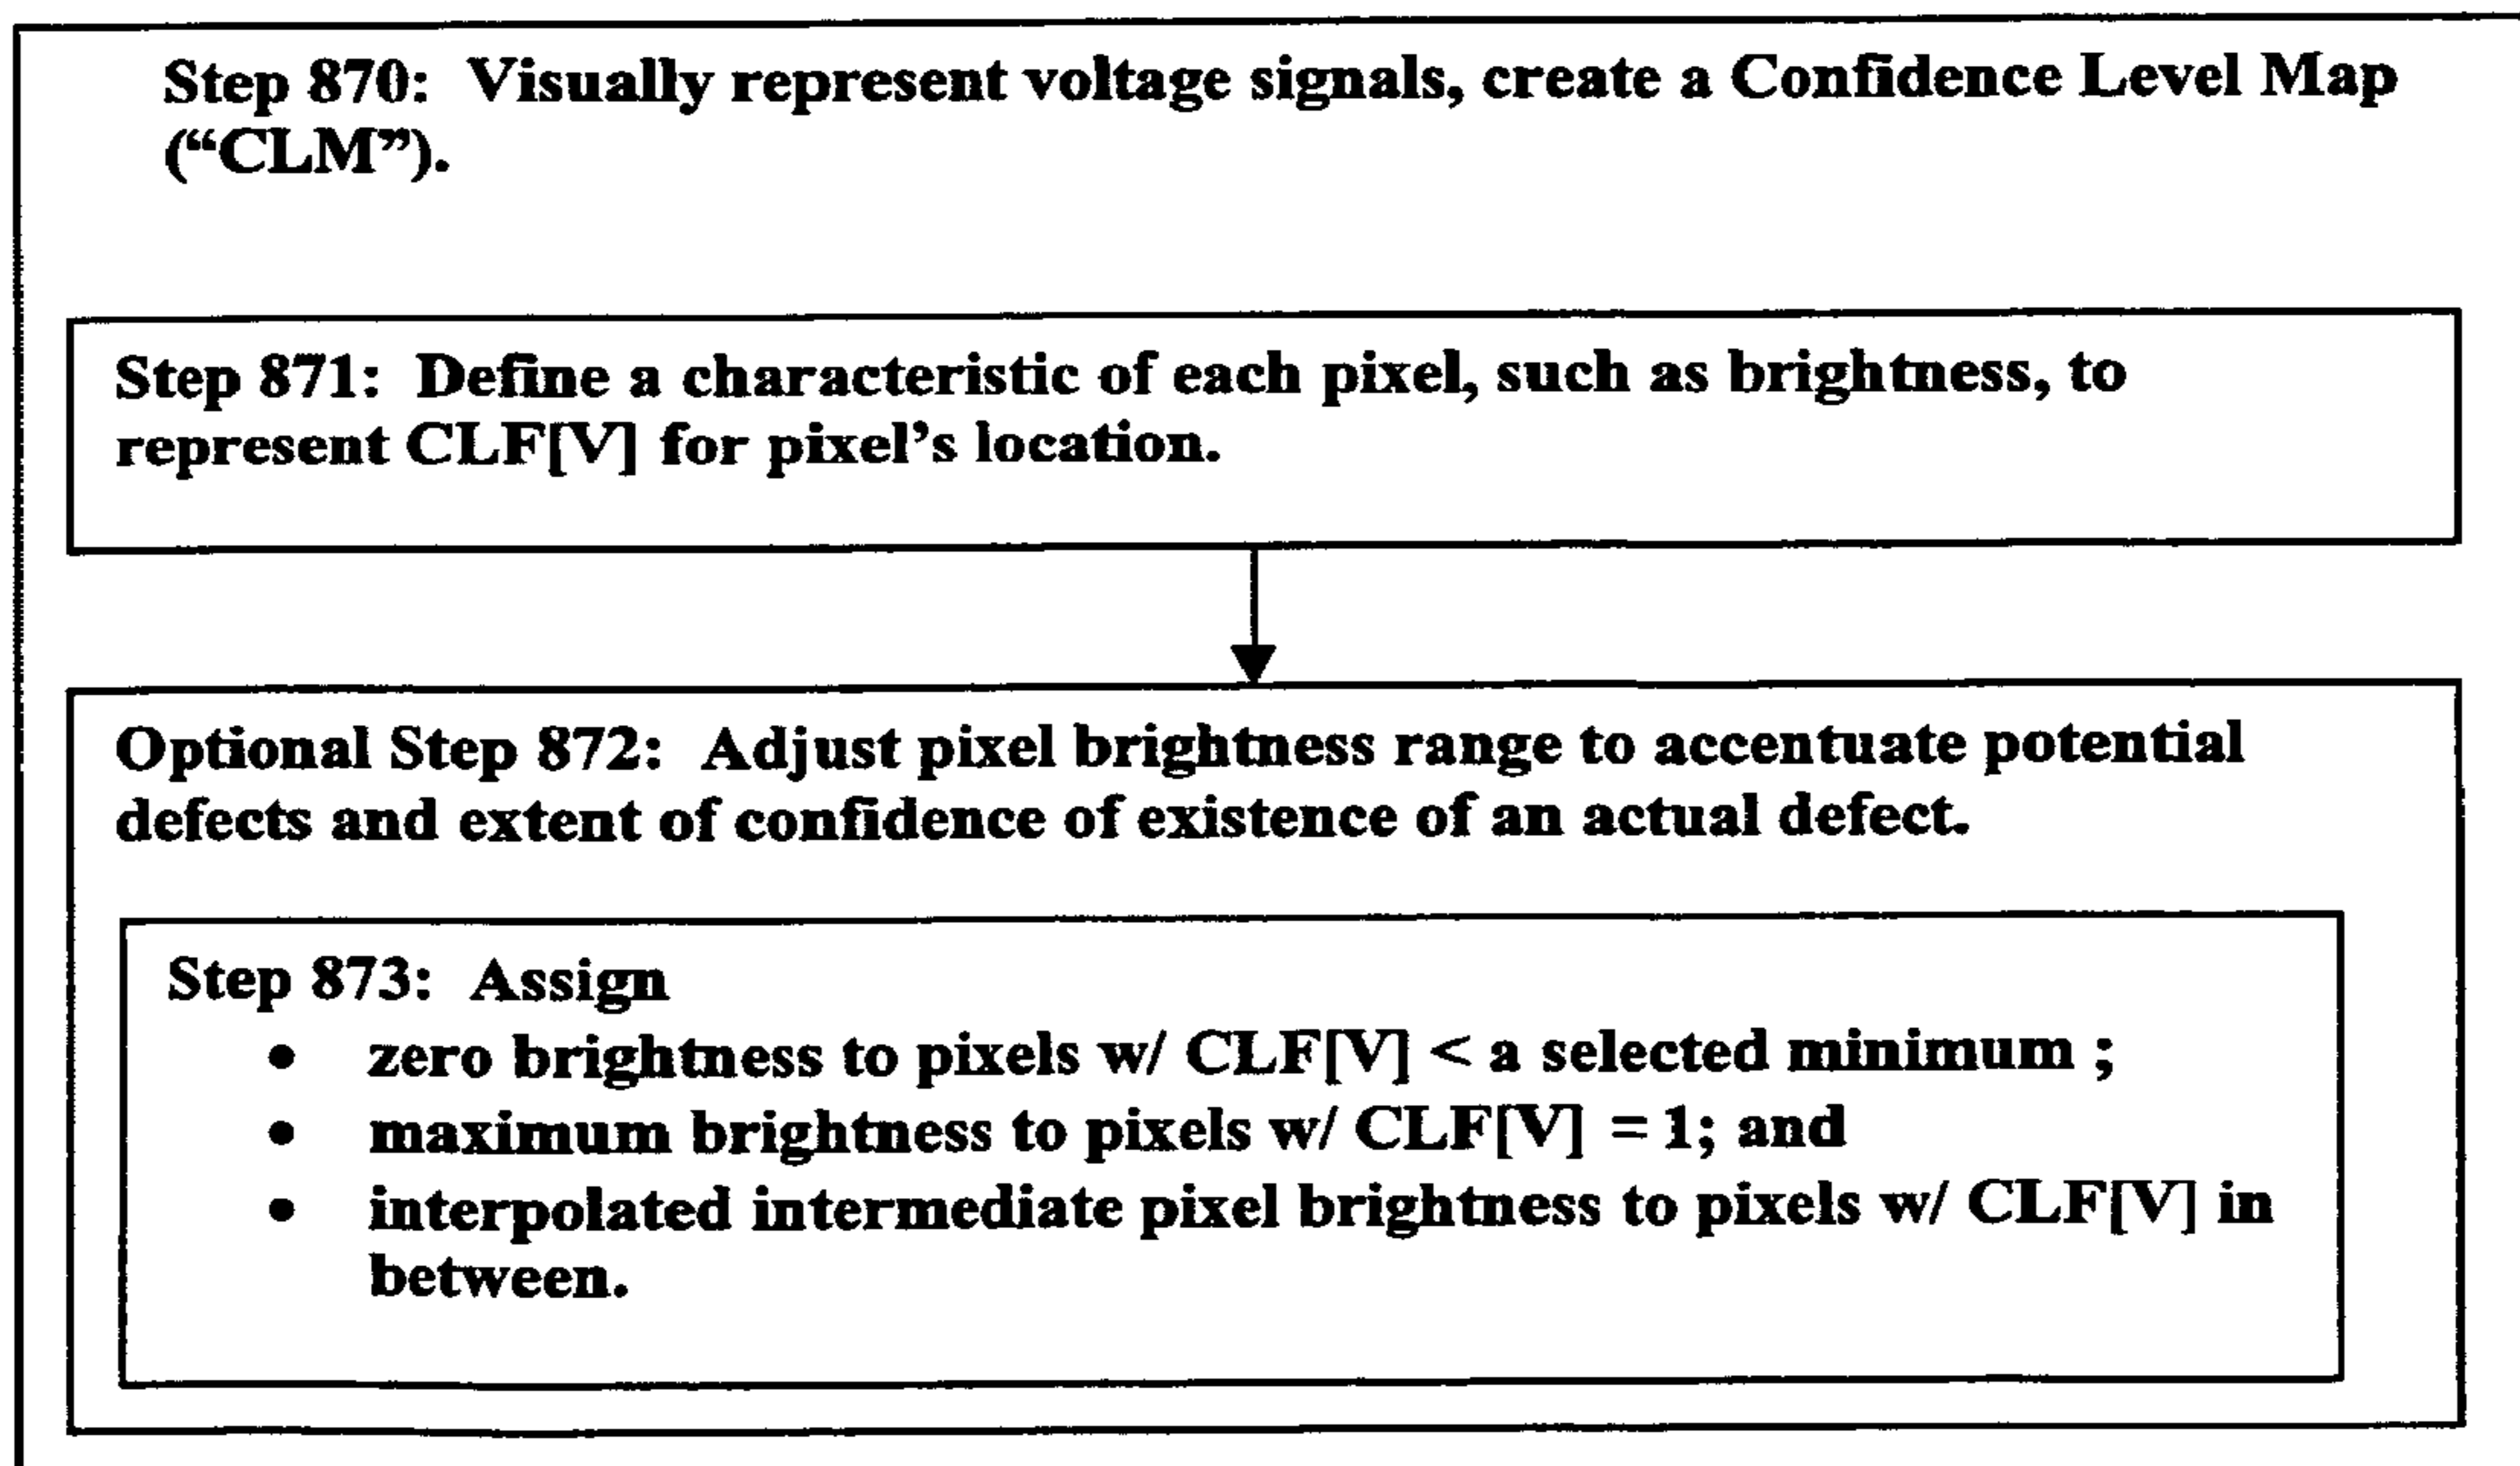 Step 870: Visually represent voltage signals, create a Confidence Level Map
(“CLM”).
Step 871: Define a characteristic of each pixel, such as brightness, to
represent CLF[V] for pixel’s location.
Optional Step 872: Adjust pixel brightness range to accentuate potential
defects and extent of confidence of existence of an actual defect.
Step 873: Assign
• zero brightness to pixels w/ CLF[V] < a selected minimum ;
• maximum brightness to pixels w/ CLF[V] = 1; and
• interpolated intermediate pixel brightness to pixels w/ CLF[V] in
between.